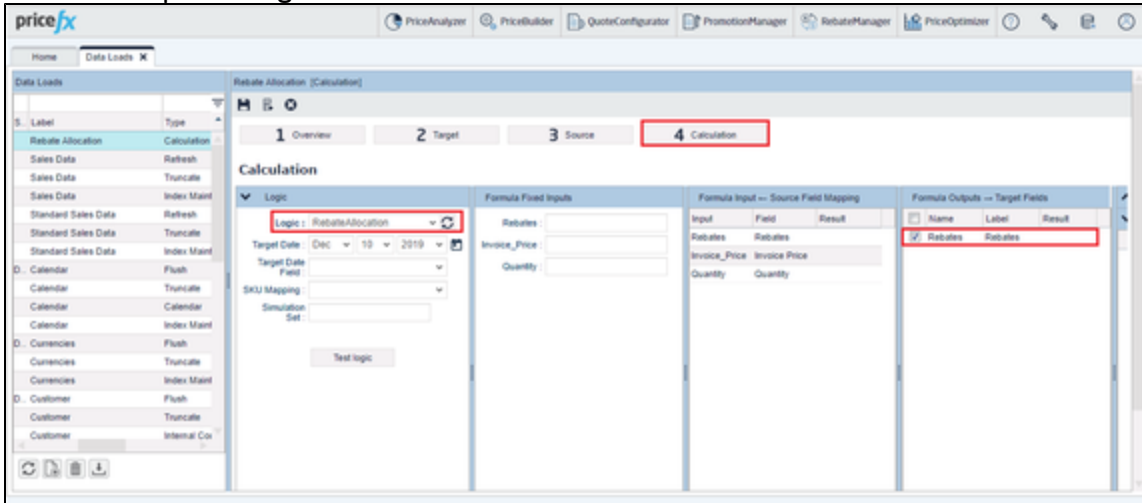 pricefx
PriceAnalyzer PriceBuilder QuoteConfigurator PromotionManager RebateManager PriceOptimizer
Home Data Loads
Data Loads
S.. Label Type
Rebate Allocation Calculation
Sales Data Refresh
Sales Data Truncate
Sales Data Index Maint
Standard Sales Data Refresh
Standard Sales Data Truncate
Standard Sales Data Index Maint
D.. Calendar Flush
Calendar Truncate
Calendar Calendar
Calendar Index Maint
D.. Currencies Flush
Currencies Truncate
Currencies Index Maint
D.. Customer Flush
Customer Truncate
Customer Internal Co
Rebate Allocation [Calculation]
1 Overview 2 Target 3 Source 4 Calculation
Calculation
Logic
Logic : RebateAllocation
Target Date : Dec 10 2019
Target Date
Field :
SKU Mapping :
Simulation
Set :
Test logic
Formula Fixed Inputs
Rebates :
Invoice_Price :
Quantity :
Formula Input ← Source Field Mapping
Input Field Result
Rebates Rebates
Invoice_Price Invoice Price
Quantity Quantity
Formula Outputs → Target Fields
Name Label Result
Rebates Rebates